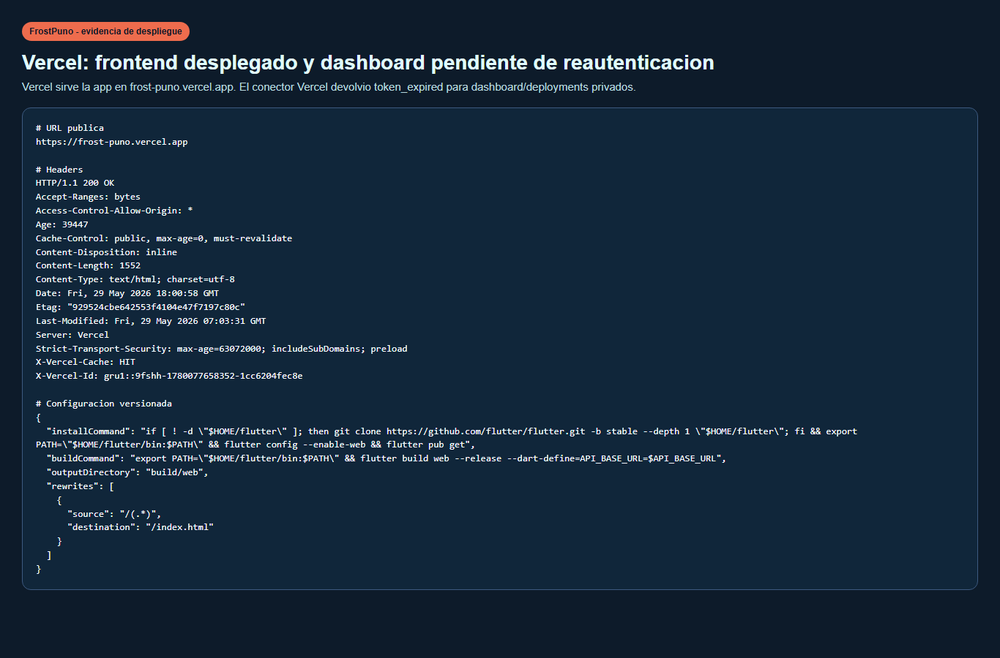 FrostPuno - evidencia de despliegue
Vercel: frontend desplegado y dashboard pendiente de reautenticacion
Vercel sirve la app en frost-puno.vercel.app. El conector Vercel devolvio token_expired para dashboard/deployments privados.
# URL publica
https://frost-puno.vercel.app
# Headers
HTTP/1.1 200 OK
Accept-Ranges: bytes
Access-Control-Allow-Origin: *
Age: 39447
Cache-Control: public, max-age=0, must-revalidate
Content-Disposition: inline
Content-Length: 1552
Content-Type: text/html; charset=utf-8
Date: Fri, 29 May 2026 18:00:58 GMT
Etag: "929524cbe642553f4104e47f7197c80c"
Last-Modified: Fri, 29 May 2026 07:03:31 GMT
Server: Vercel
Strict-Transport-Security: max-age=63072000; includeSubDomains; preload
X-Vercel-Cache: HIT
X-Vercel-Id: gru1::9fshh-1780077658352-1cc6204fec8e
# Configuracion versionada
{
  "installCommand": "if [ ! -d \"$HOME/flutter\" ]; then git clone https://github.com/flutter/flutter.git -b stable --depth 1 \"$HOME/flutter\"; fi && export
PATH=\"$HOME/flutter/bin:$PATH\" && flutter config --enable-web && flutter pub get",
  "buildCommand": "export PATH=\"$HOME/flutter/bin:$PATH\" && flutter build web --release --dart-define=API_BASE_URL=$API_BASE_URL",
  "outputDirectory": "build/web",
  "rewrites": [
    {
      "source": "/(.*)",
      "destination": "/index.html"
    }
  ]
}